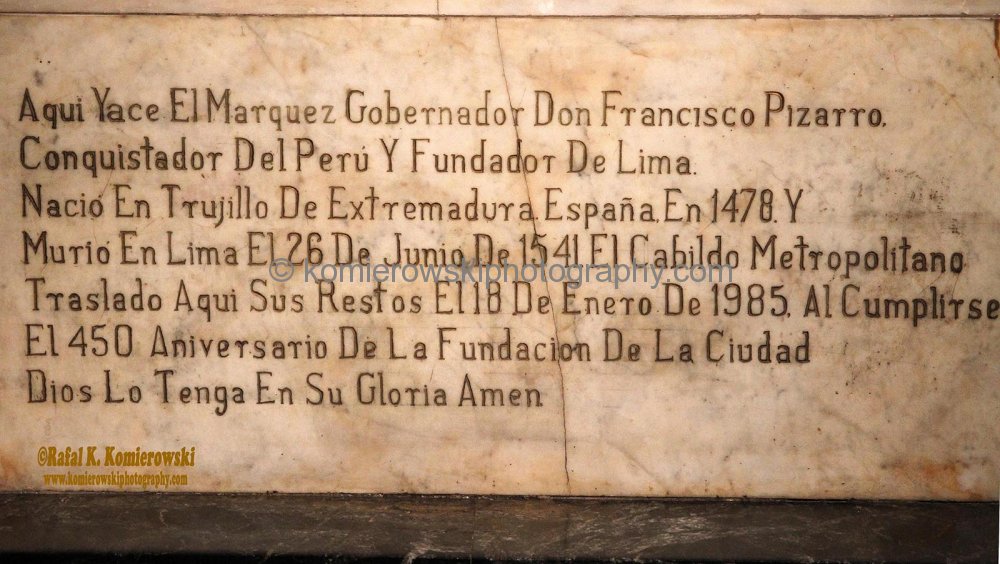 Aqui Yace El Marquez Gobernador Don Francisco Pizarro.
Conquistador Del Perú Y Fundador De Lima.
Nacio En Trujillo De Extremadura. España. En 1478. Y
Murio En Lima El 26 De Junio De 1541 El Cabildo Metropolitano
© komierowskiphotography.com
Traslado Aqui Sus Restos El 18 De Enero De 1985. Al Cumplirse
El 450 Aniversario De La Fundacion De La Ciudad
Dios Lo Tenga En Su Gloria Amen
©Rafal K. Komierowski
www.komierowskiphotography.com